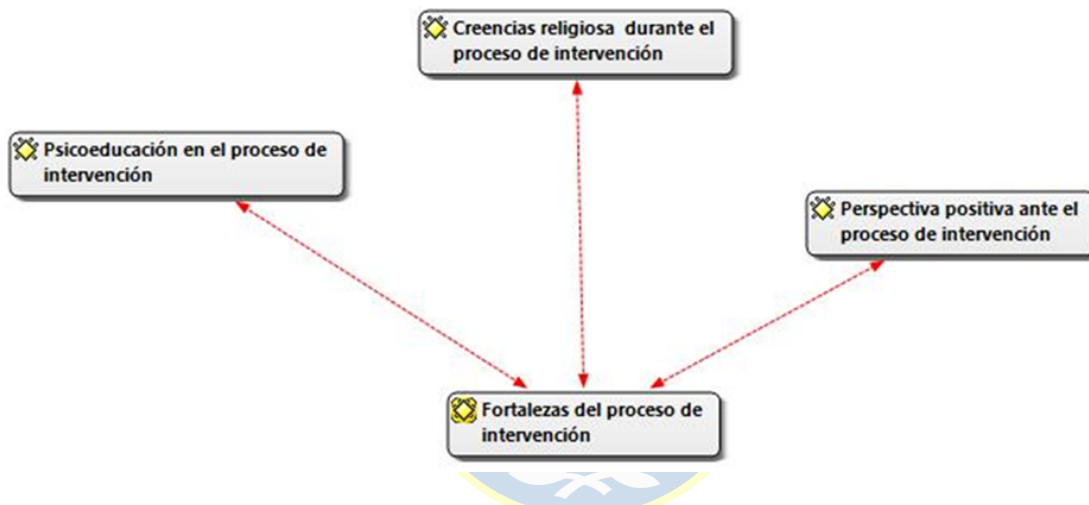 Creencias religiosa durante el
proceso de intervención
Psicoeducación en el proceso de
intervención
Perspectiva positiva ante el
proceso de intervención
Fortalezas del proceso de
intervención